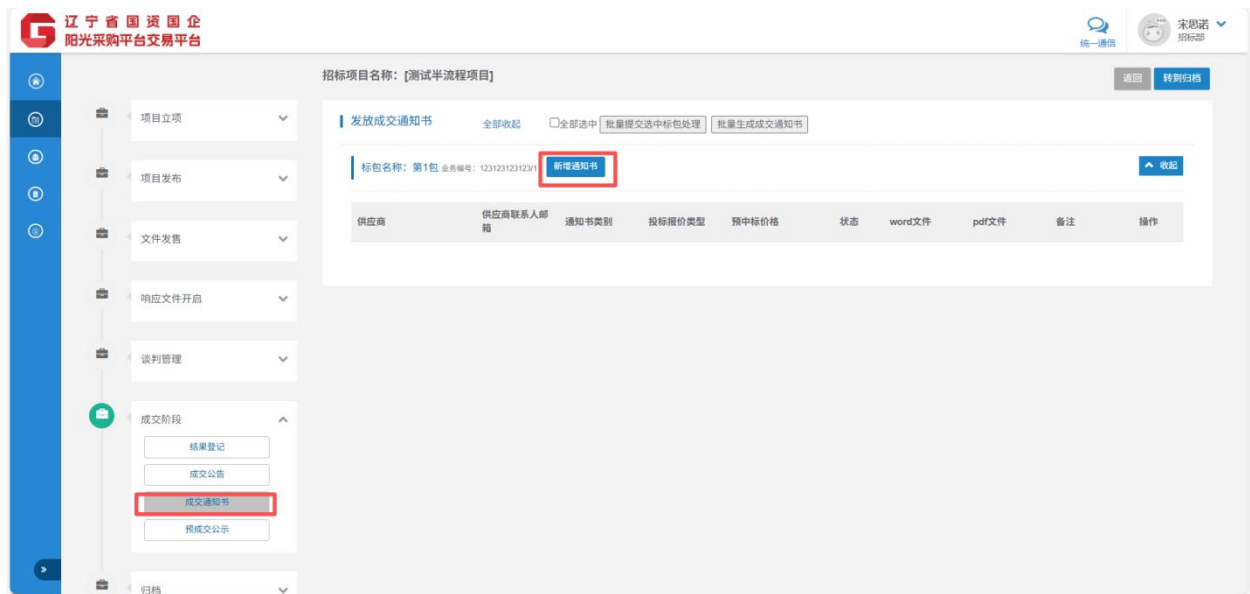 辽宁省国资国企
阳光采购平台交易平台
统一通信
宋思诺
招标部
招标项目名称：[测试半流程项目]
返回
转到归档
项目立项
项目发布
文件发售
响应文件开启
谈判管理
成交阶段
结果登记
成交公告
成交通知书
预成交公示
归档
发放成交通知书
全部收起
全部选中
批量提交选中标包处理
批量生成成交通知书
标包名称：第1包 业务编号：123123123123/1
新增通知书
收起
供应商
供应商联系人邮
箱
通知书类别
投标报价类型
预中标价格
状态
word文件
pdf文件
备注
操作